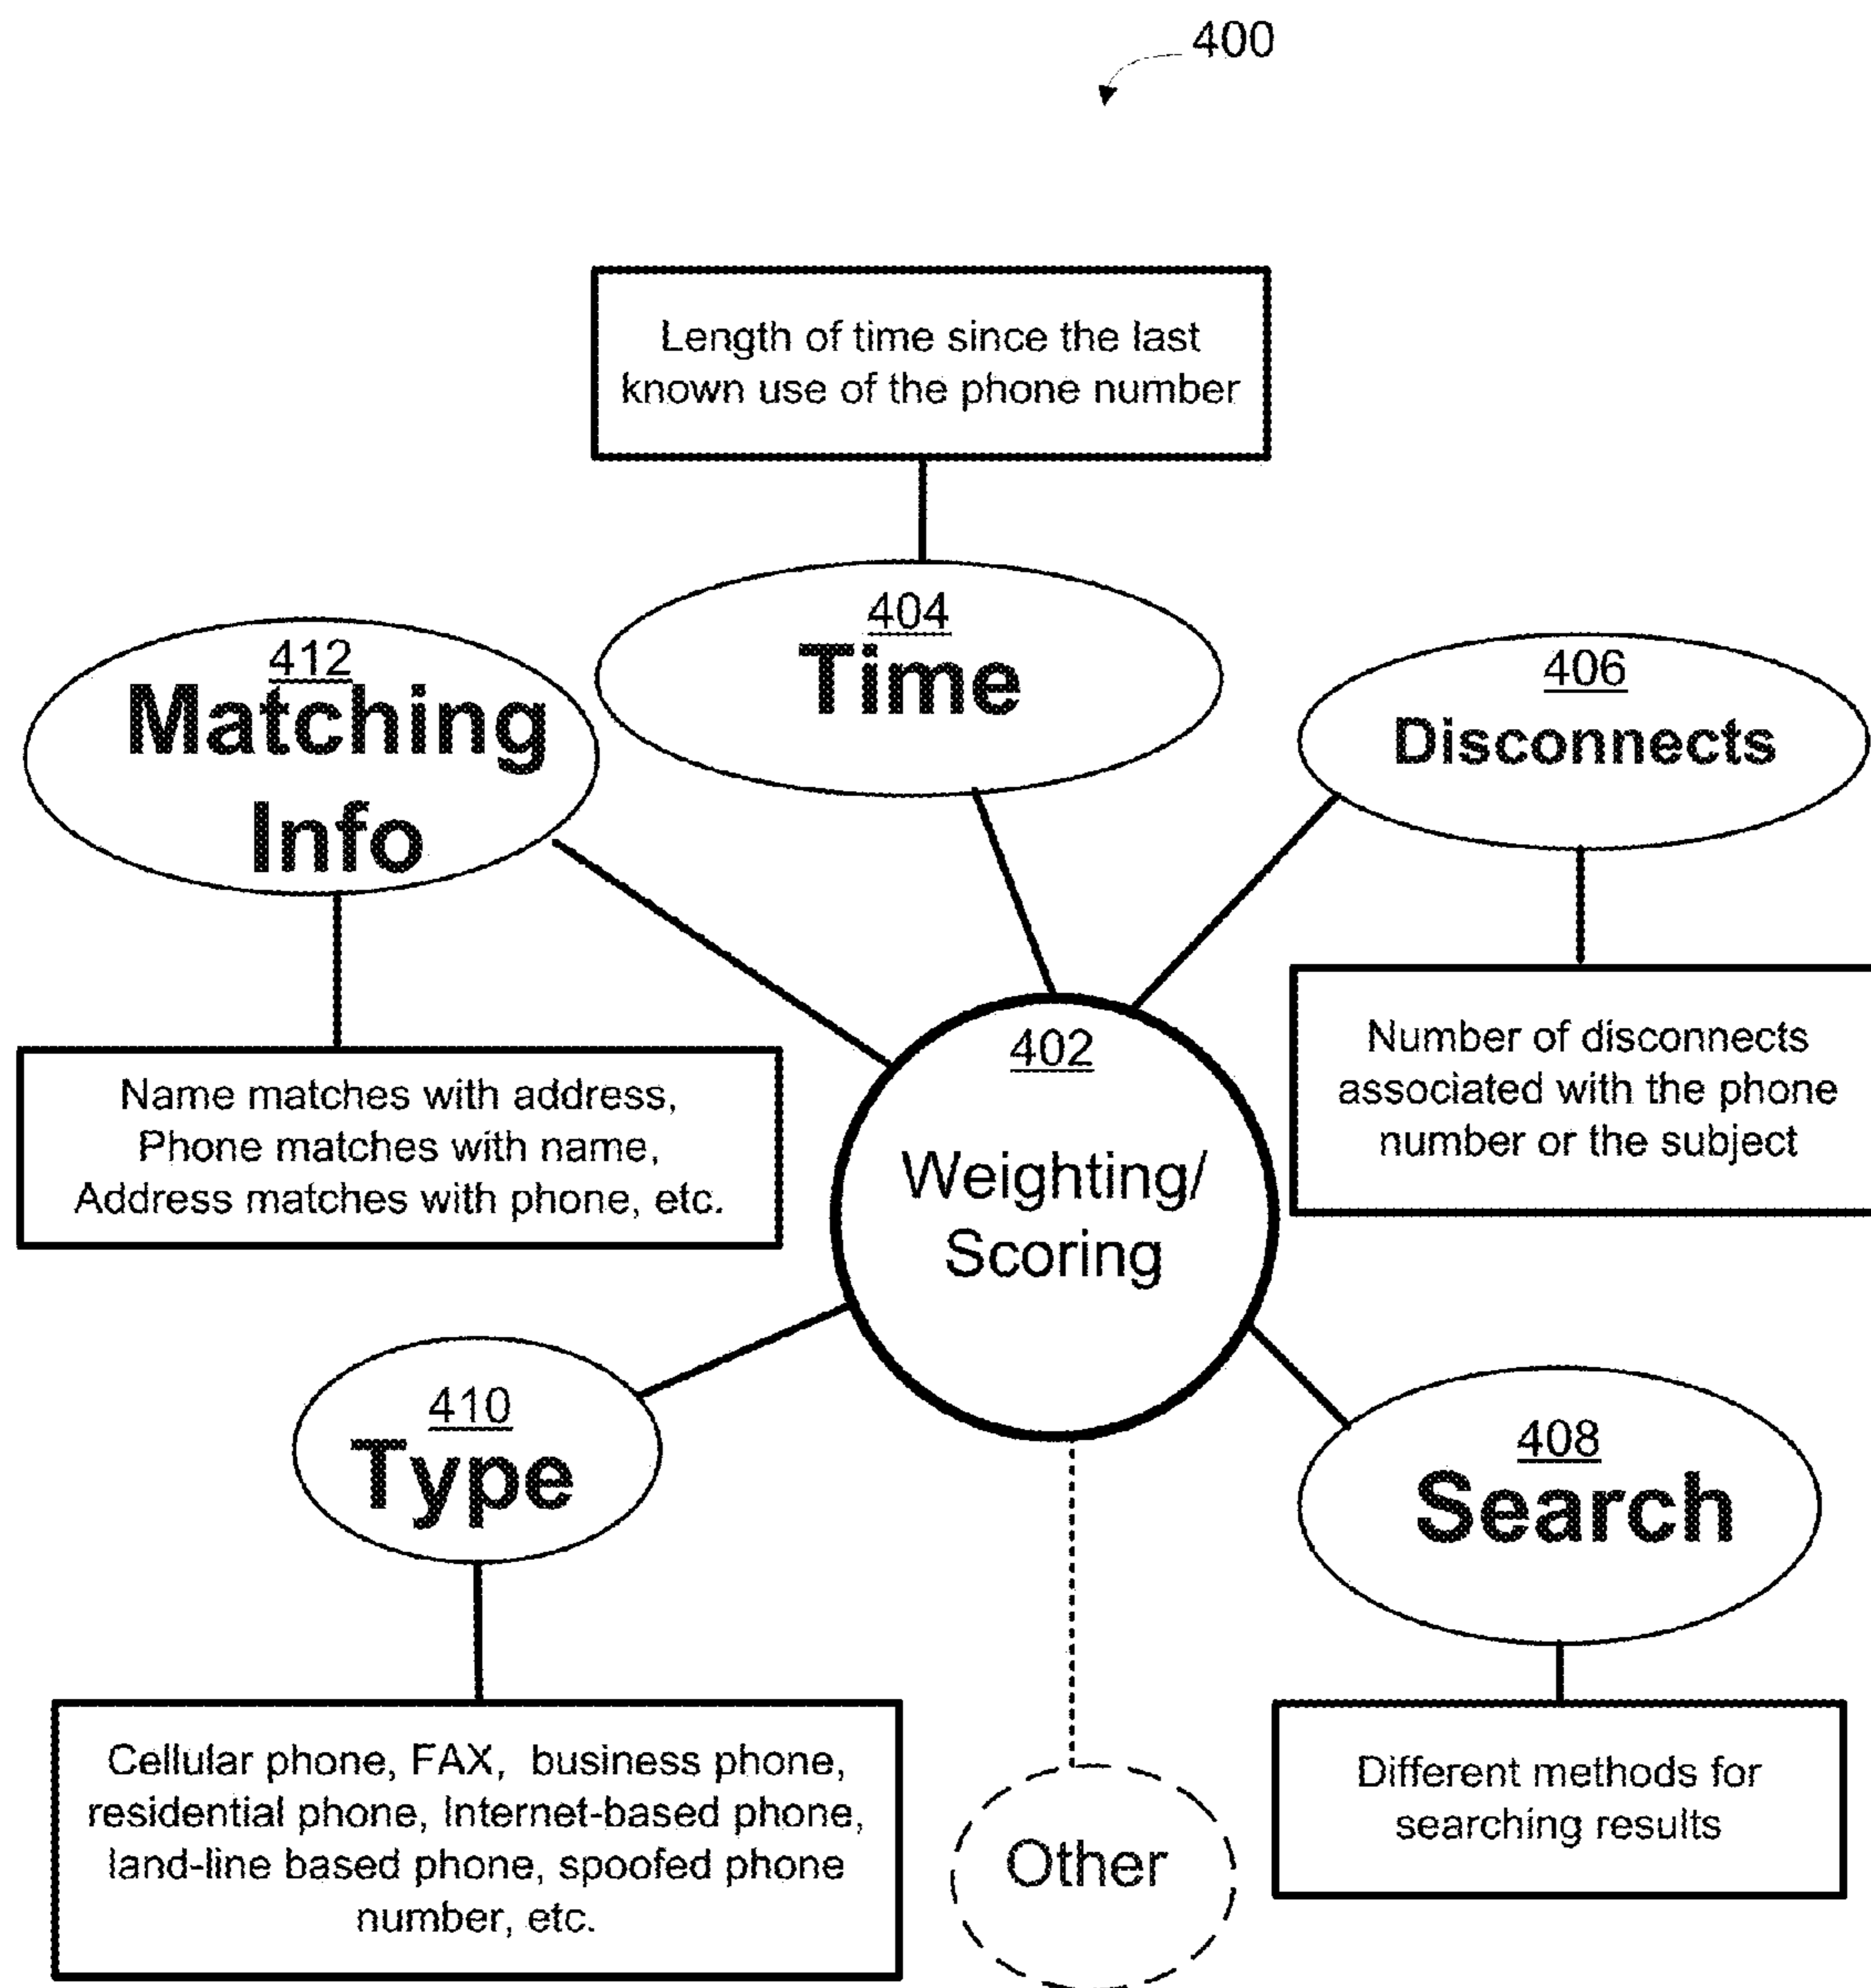 400
Length of time since the last
known use of the phone number
404
Time
412
Matching
Info
406
Disconnects
Name matches with address,
Phone matches with name,
Address matches with phone, etc.
402
Weighting/
Scoring
Number of disconnects
associated with the phone
number or the subject
410
Type
408
Search
Cellular phone, FAX, business phone,
residential phone, Internet-based phone,
land-line based phone, spoofed phone
number, etc.
Other
Different methods for
searching results